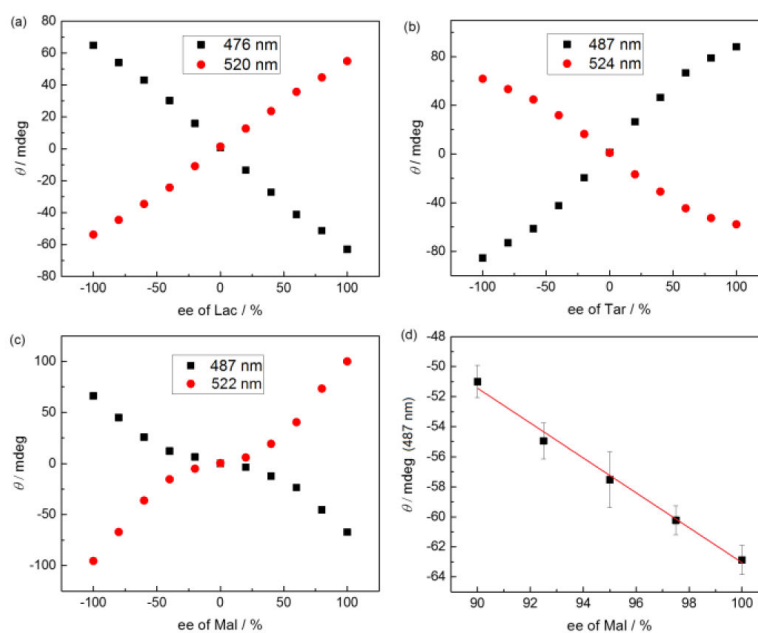 (a)
80
60
40
20
0
-20
-40
-60
-80
θ / mdeg
476 nm
520 nm
-100 -50 0 50 100
ee of Lac / %
(b)
80
40
0
-40
-80
θ / mdeg
487 nm
524 nm
-100 -50 0 50 100
ee of Tar / %
(c)
100
50
0
-50
-100
θ / mdeg
487 nm
522 nm
-100 -50 0 50 100
ee of Mal / %
(d)
-48
-50
-52
-54
-56
-58
-60
-62
-64
θ / mdeg (487 nm)
90 92 94 96 98 100
ee of Mal / %